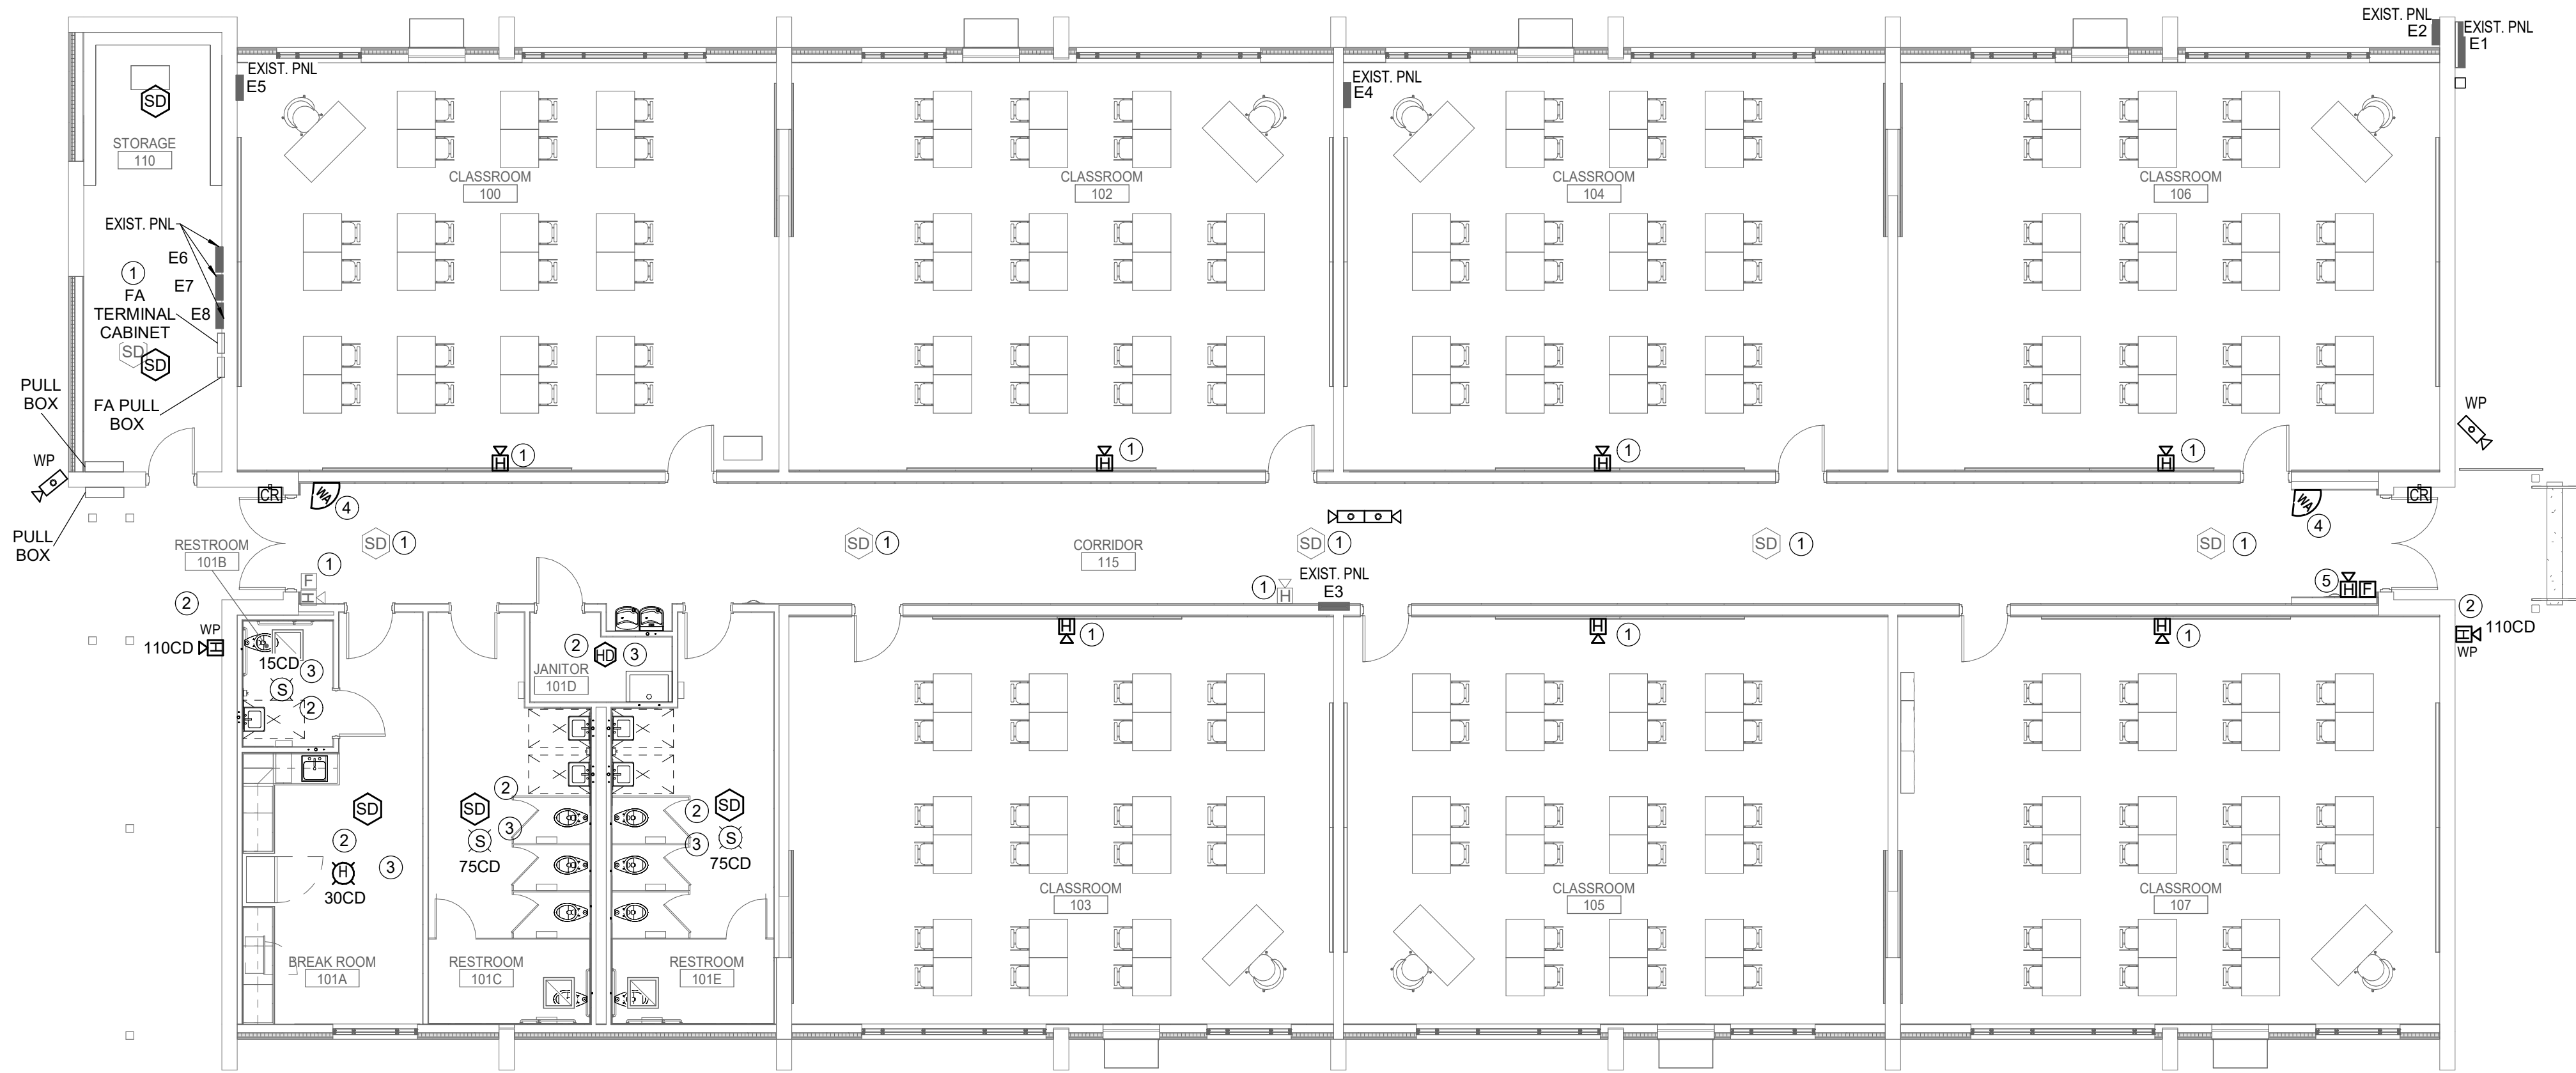 EXIST. PNL
E2
EXIST. PNL
E1
EXIST. PNL
E5
EXIST. PNL
E4
SD
STORAGE
110
CLASSROOM
100
CLASSROOM
102
CLASSROOM
104
CLASSROOM
106
EXIST. PNL
E6
E7
E8
1
FA
TERMINAL
CABINET
SD
SD
PULL
BOX
FA PULL
BOX
WP
WP
H
1
H
1
H
1
H
1
CR
WA
4
WA
4
CR
PULL
BOX
RESTROOM
101B
SD
1
SD
1
CORRIDOR
115
SD
1
SD
1
SD
1
1
F
H
EXIST. PNL
E3
1
H
5
H
F
2
WP
110CD
H
2
H
110CD
WP
15CD
3
S
2
2
HD
3
JANITOR
101D
H
1
H
1
H
1
SD
2
H
30CD
3
SD
2
S
3
75CD
2
SD
3
S
75CD
CLASSROOM
103
CLASSROOM
105
CLASSROOM
107
BREAK ROOM
101A
RESTROOM
101C
RESTROOM
101E